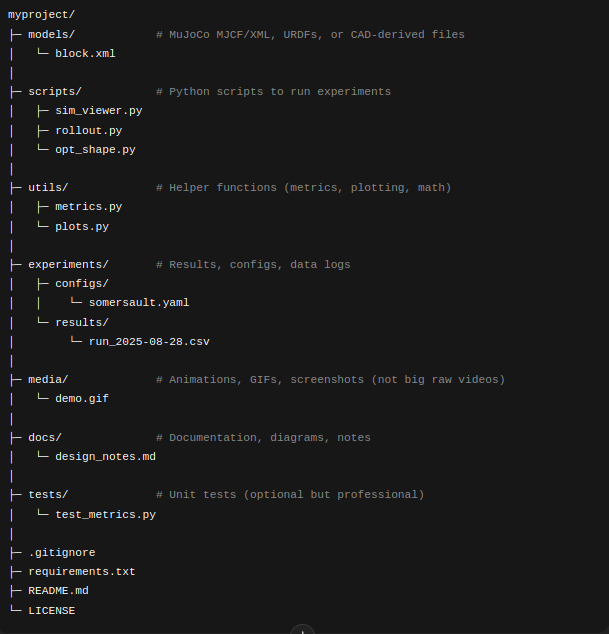 myproject/
├─ models/            # MuJoCo MJCF/XML, URDFs, or CAD-derived files
│   └─ block.xml
│
├─ scripts/           # Python scripts to run experiments
│   ├─ sim_viewer.py
│   ├─ rollout.py
│   └─ opt_shape.py
│
├─ utils/             # Helper functions (metrics, plotting, math)
│   ├─ metrics.py
│   └─ plots.py
│
├─ experiments/       # Results, configs, data logs
│   ├─ configs/
│   │    └─ somersault.yaml
│   └─ results/
│        └─ run_2025-08-28.csv
│
├─ media/             # Animations, GIFs, screenshots (not big raw videos)
│   └─ demo.gif
│
├─ docs/              # Documentation, diagrams, notes
│   └─ design_notes.md
│
├─ tests/             # Unit tests (optional but professional)
│   └─ test_metrics.py
│
├─ .gitignore
├─ requirements.txt
├─ README.md
└─ LICENSE